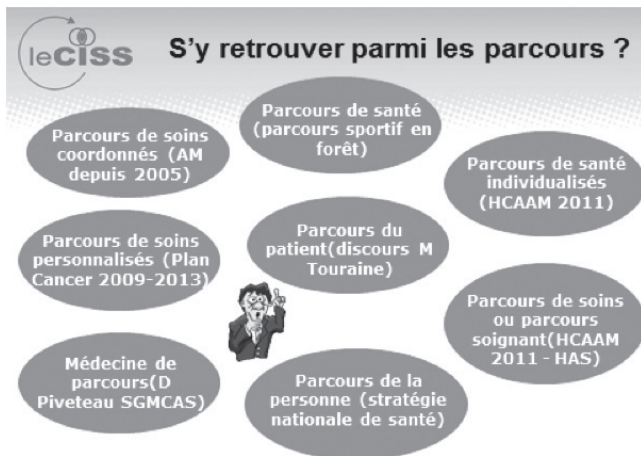 leCISS
S'y retrouver parmi les parcours ?
Parcours de soins
coordonnés (AM
depuis 2005)
Parcours de santé
(parcours sportif en
forêt)
Parcours de santé
individualisés
(HCAAM 2011)
Parcours de soins
personnalisés (Plan
Cancer 2009-2013)
Parcours du
patient(discours M
Touraine)
Parcours de soins
ou parcours
soignant(HCAAM
2011 - HAS)
Médecine de
parcours(D
Piveteau SGMCAS)
Parcours de la
personne (stratégie
nationale de santé)